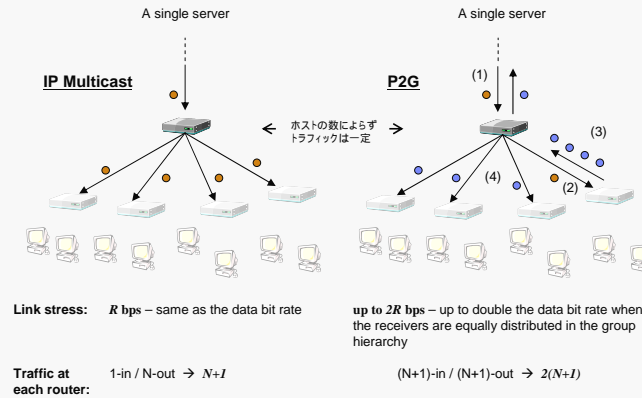 A single server
A single server
IP Multicast
P2G
(1)
ホストの数によらず
トラフィックは一定
(3)
(4)
(2)
Link stress: R bps – same as the data bit rate
up to 2R bps – up to double the data bit rate when
the receivers are equally distributed in the group
hierarchy
Traffic at
each router:
1-in / N-out → N+1
(N+1)-in / (N+1)-out → 2(N+1)